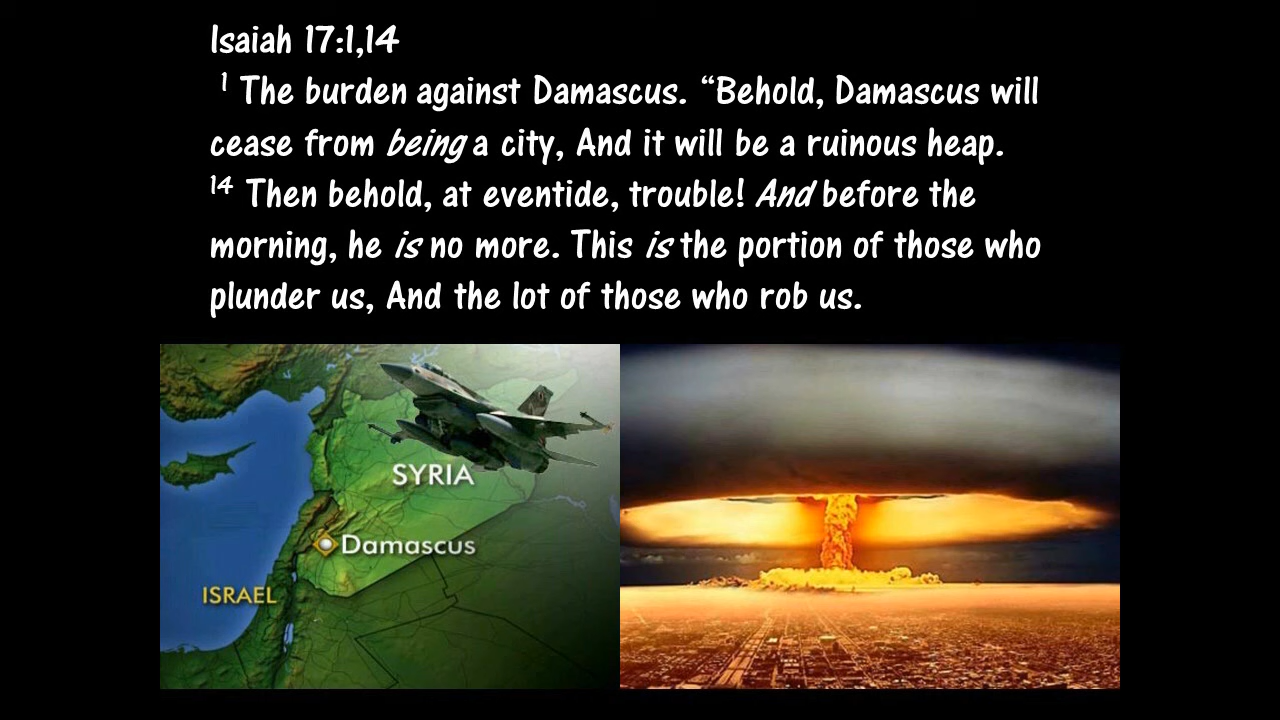 Isaiah 17:1,14
1 The burden against Damascus. “Behold, Damascus will
cease from being a city, And it will be a ruinous heap.
14 Then behold, at eventide, trouble! And before the
morning, he is no more. This is the portion of those who
plunder us, And the lot of those who rob us.
SYRIA
Damascus
ISRAEL